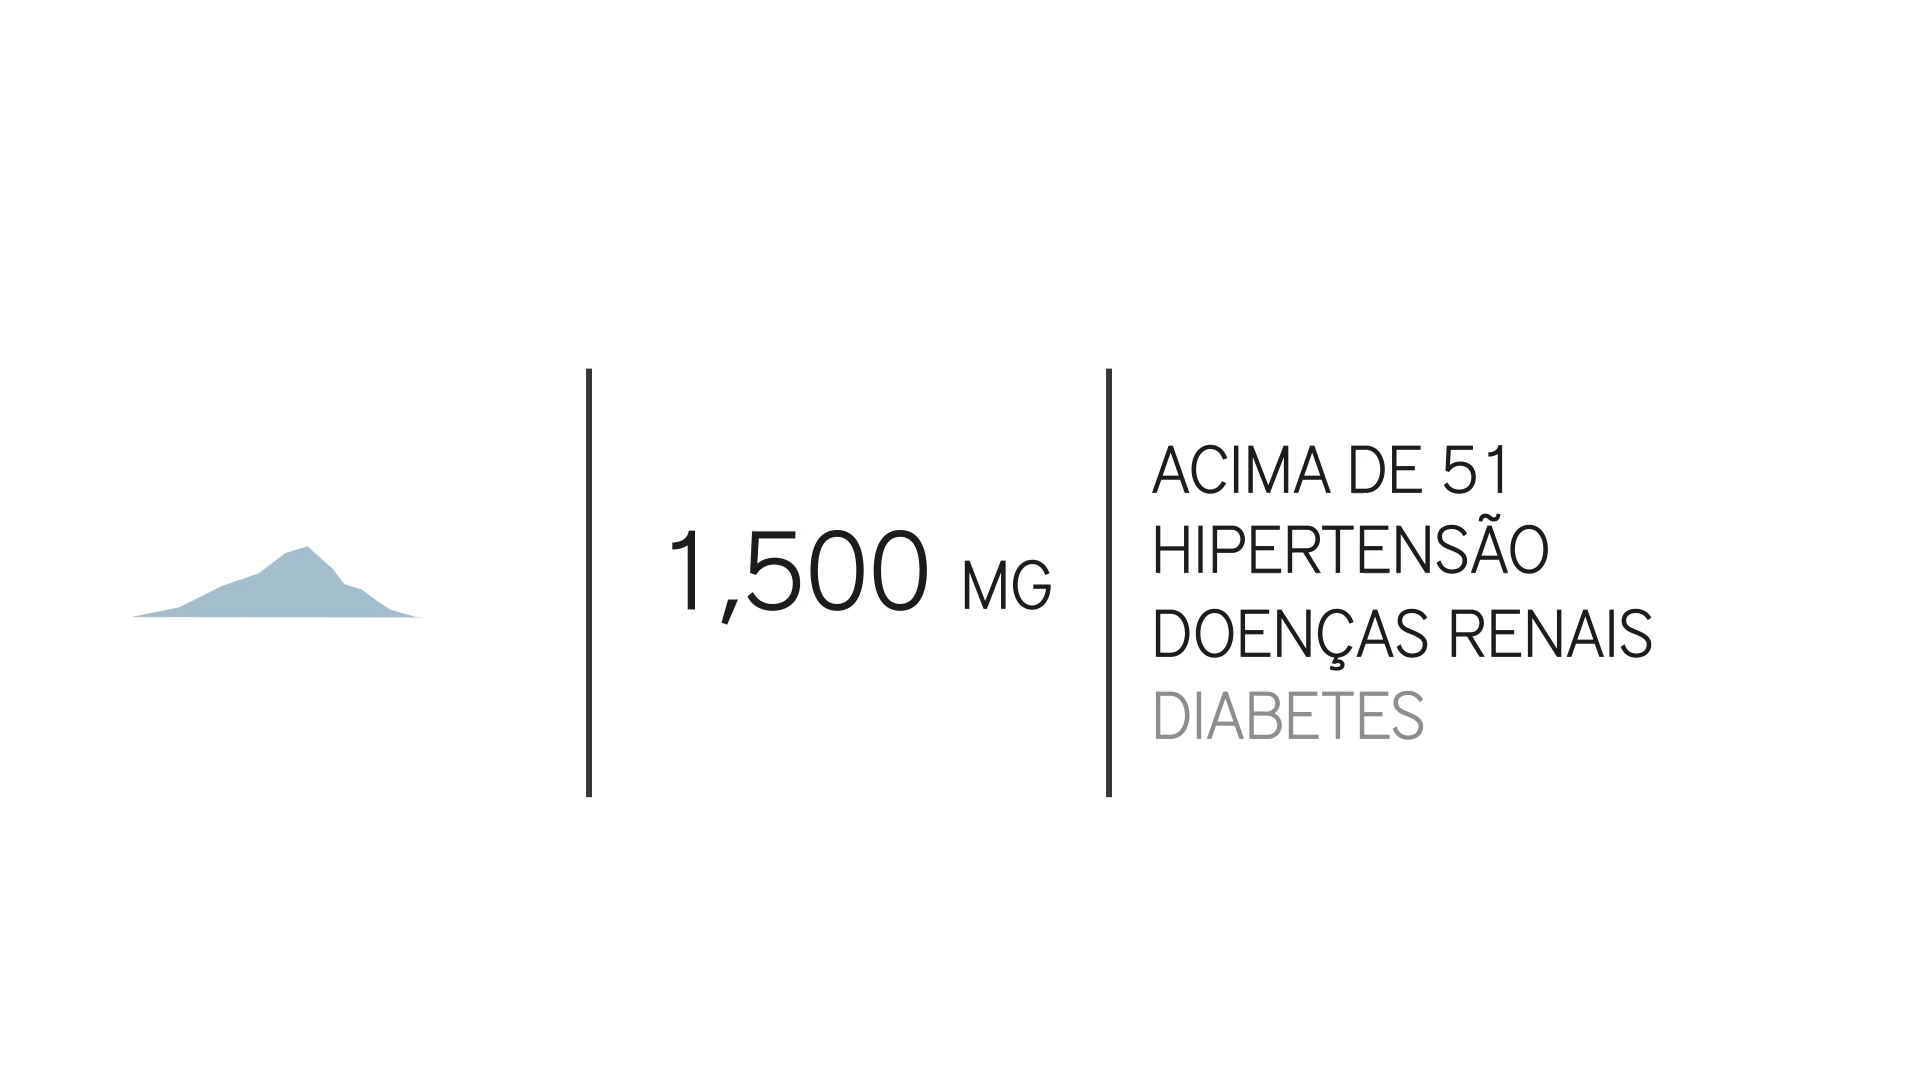 1,500 MG
ACIMA DE 51
HIPERTENSÃO
DOENÇAS RENAIS
DIABETES